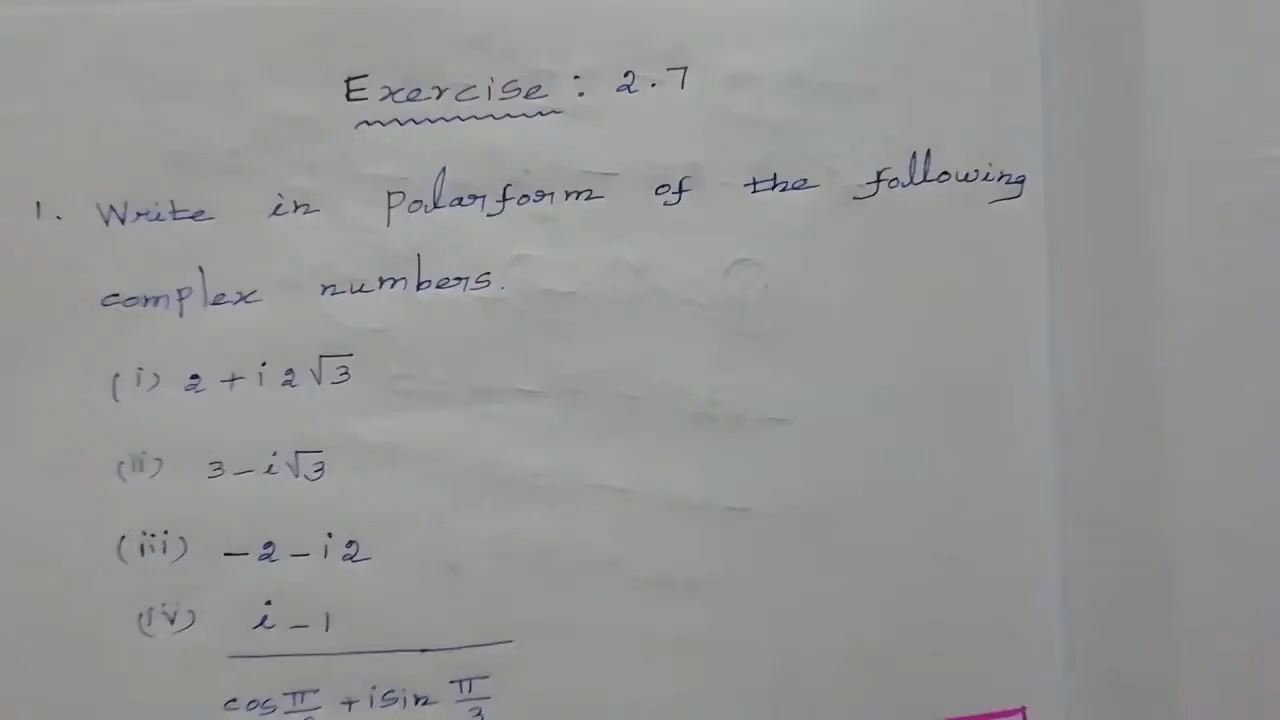 Exercise : 2.7
1. Write in polarform of the following
complex numbers.
(i) 2 + i 2√3
(ii) 3 - i√3
(iii) -2 - i2
(iv) i - 1
cos π + i sin π/3